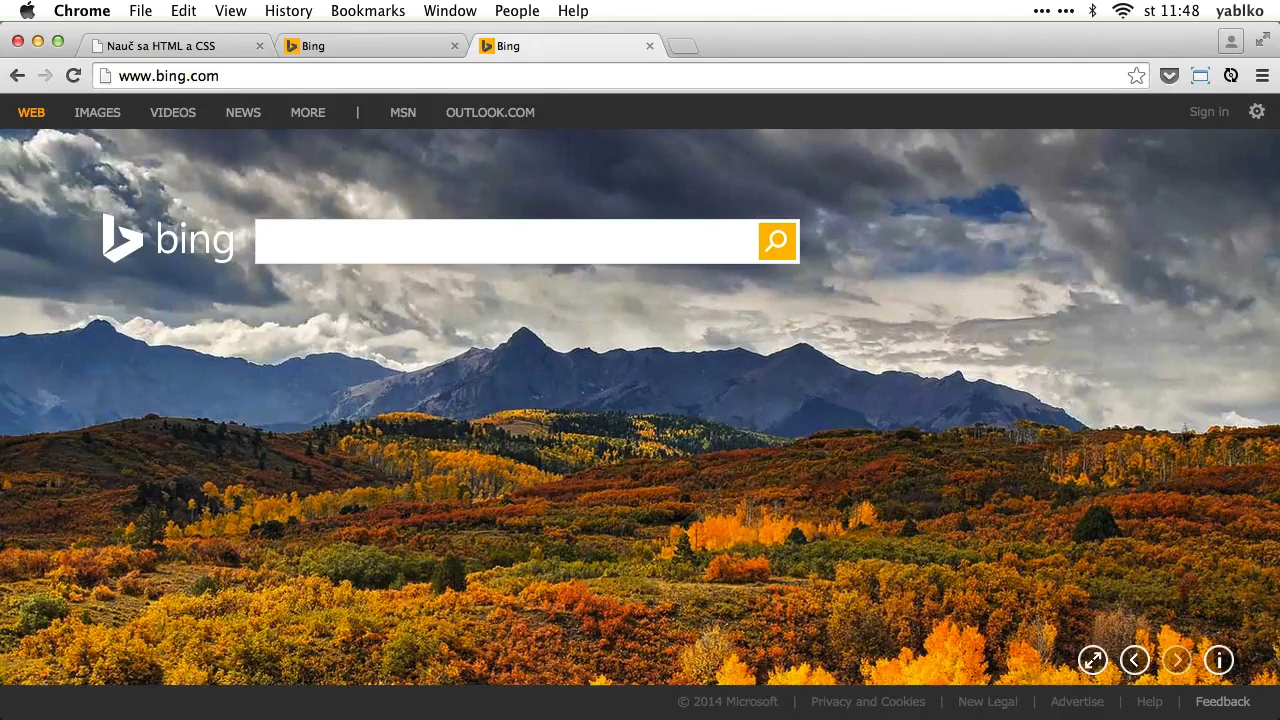 Chrome File Edit View History Bookmarks Window People Help st 11:48 yablko
Nauč sa HTML a CSS Bing Bing
www.bing.com
WEB IMAGES VIDEOS NEWS MORE | MSN OUTLOOK.COM Sign in
bing
© 2014 Microsoft | Privacy and Cookies | New Legal | Advertise | Help | Feedback